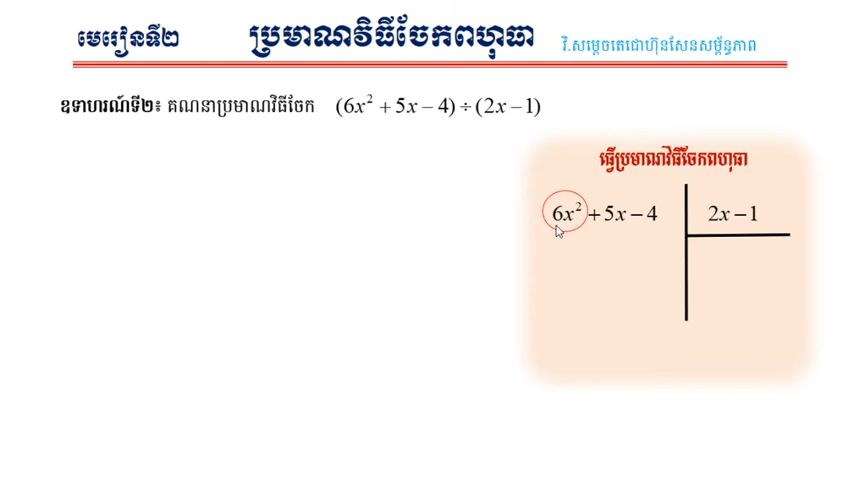 មេរៀនទី២
ប្រមាណវិធីចែកពហុធា
វិ.សម្ដេចតេជោហ៊ុនសែនសម្ព័ន្ធភាព
ឧទាហរណ៍ទី២៖ គណនាប្រមាណវិធីចែក (6x² + 5x − 4) ÷ (2x − 1)
ធ្វើប្រមាណវិធីចែកពហុធា
6x² + 5x − 4 2x − 1